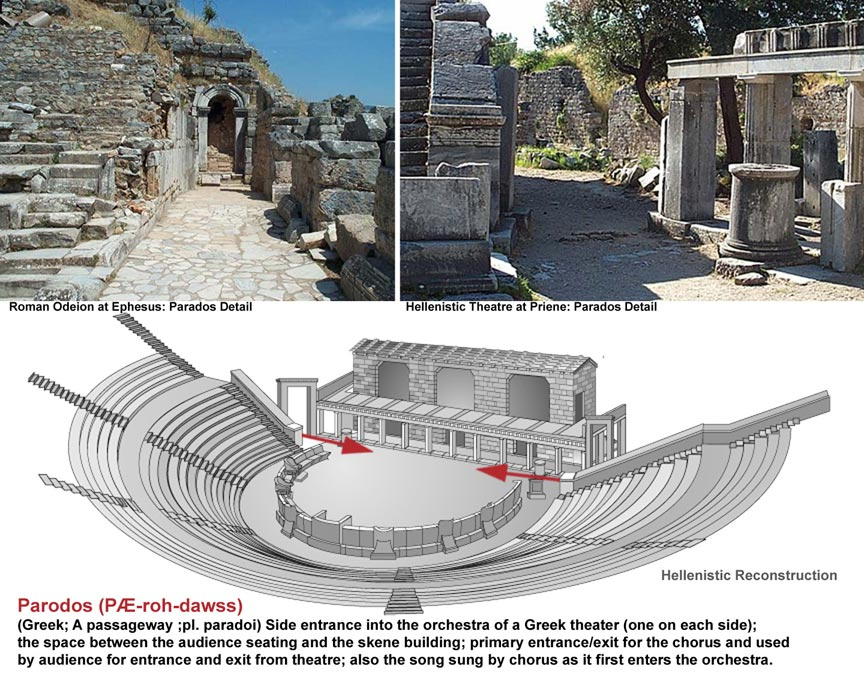 Roman Odeion at Ephesus: Parados Detail
Hellenistic Theatre at Priene: Parados Detail
Hellenistic Reconstruction
Parodos (PÆ-roh-dawss)
(Greek; A passageway ;pl. paradoi) Side entrance into the orchestra of a Greek theater (one on each side);
the space between the audience seating and the skene building; primary entrance/exit for the chorus and used
by audience for entrance and exit from theatre; also the song sung by chorus as it first enters the orchestra.